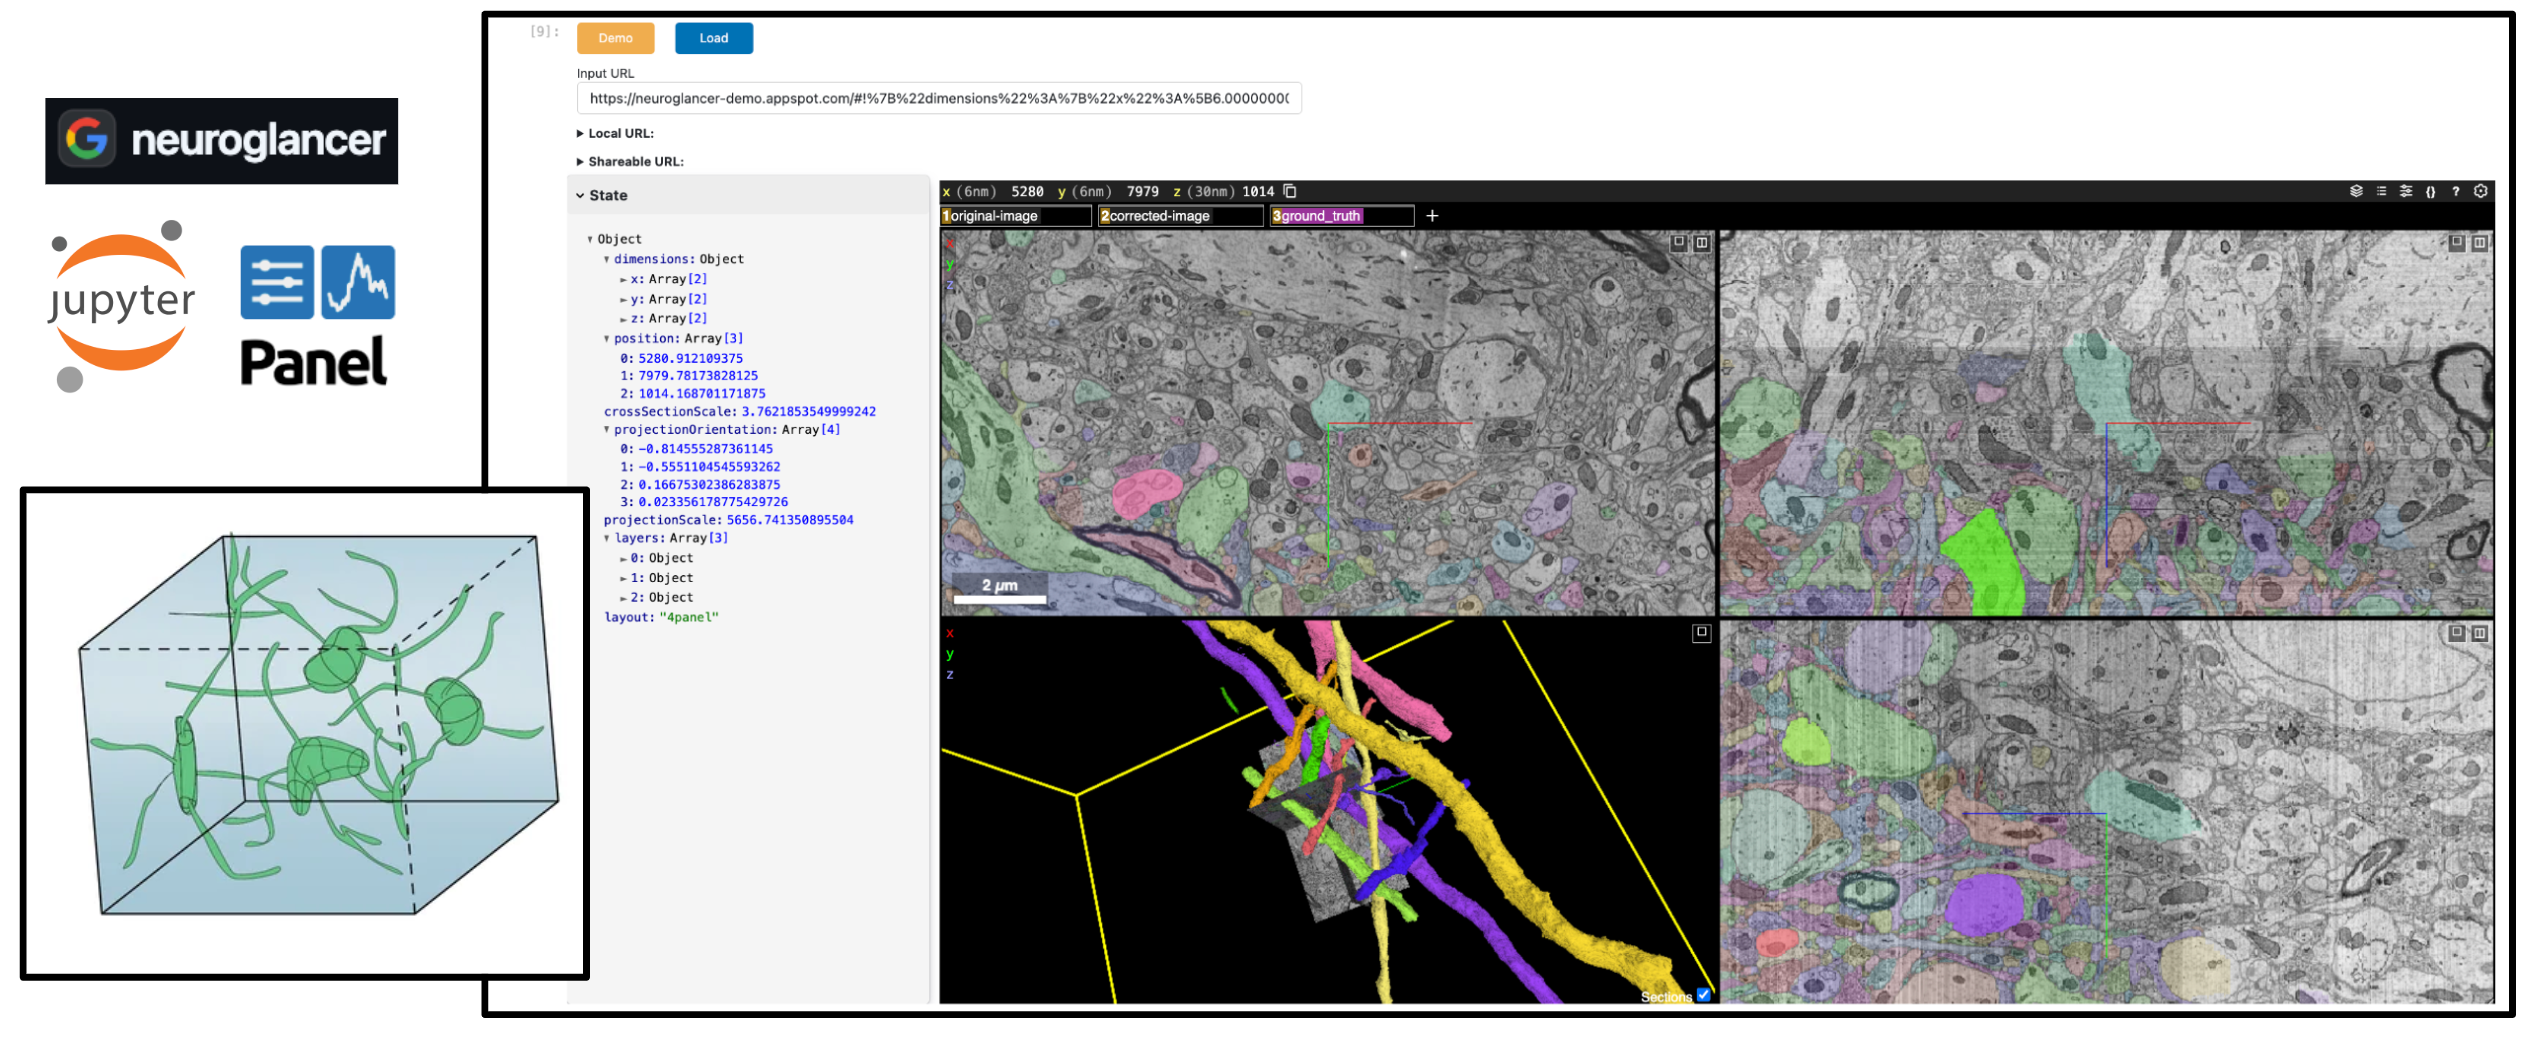 neuroglancer
jupyter
Panel
[9]:
Demo
Load
Input URL
https://neuroglancer-demo.appspot.com/#!%7B%22dimensions%22%3A%7B%22x%22%3A%5B6.0000000
Local URL:
Shareable URL:
State
Object
dimensions: Object
x: Array[2]
y: Array[2]
z: Array[2]
position: Array[3]
0: 5280.912109375
1: 7979.78173828125
2: 1014.168701171875
crossSectionScale: 3.7621853549999242
projectionOrientation: Array[4]
0: -0.814555287361145
1: -0.5551104545593262
2: 0.16675302386283875
3: 0.023356178775429726
projectionScale: 5656.741350895504
layers: Array[3]
0: Object
1: Object
2: Object
layout: "4panel"
x (6nm) 5280 y (6nm) 7979 z (30nm) 1014
{} ?
1original-image 2corrected-image 3ground_truth +
x
y
z
2 µm
x
y
z
Sections